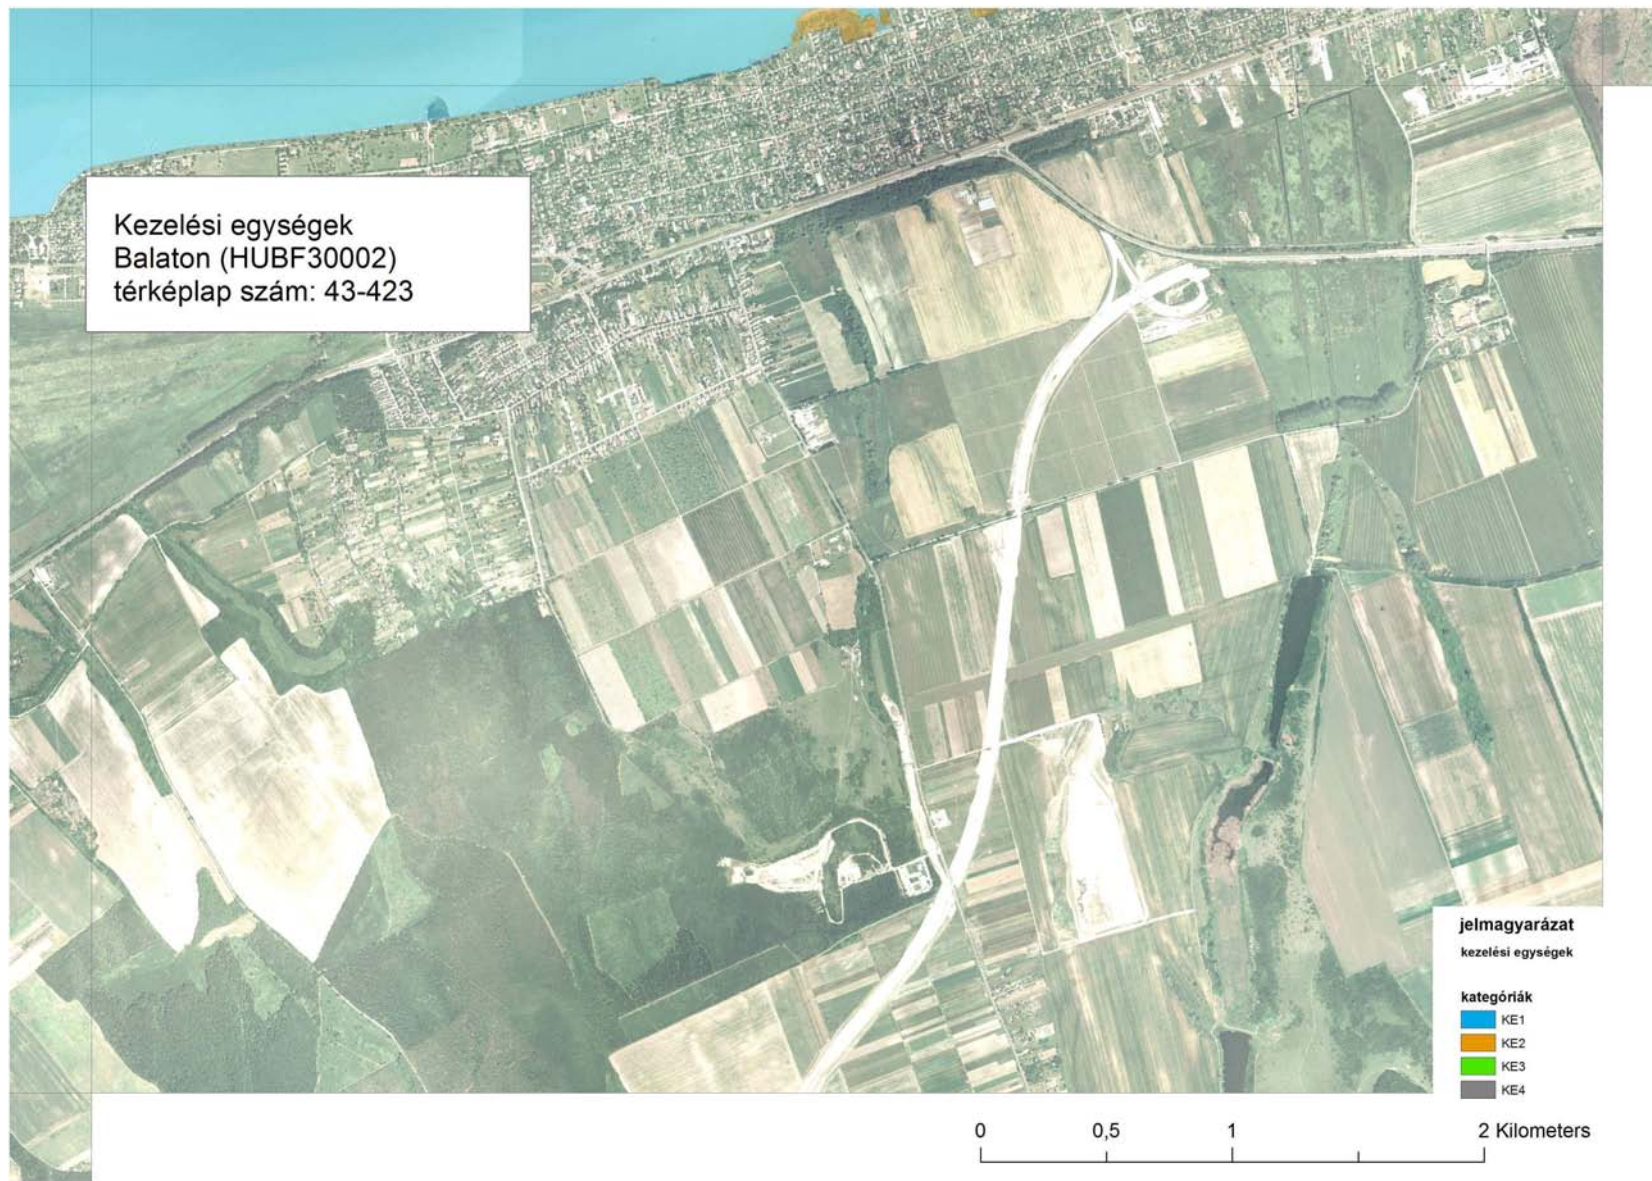 Kezelési egységek
Balaton (HUBF30002)
térképlap szám: 43-423
jelmagyarázat
kezelési egységek
kategóriák
KE1
KE2
KE3
KE4
0 0,5 1 2 Kilometers